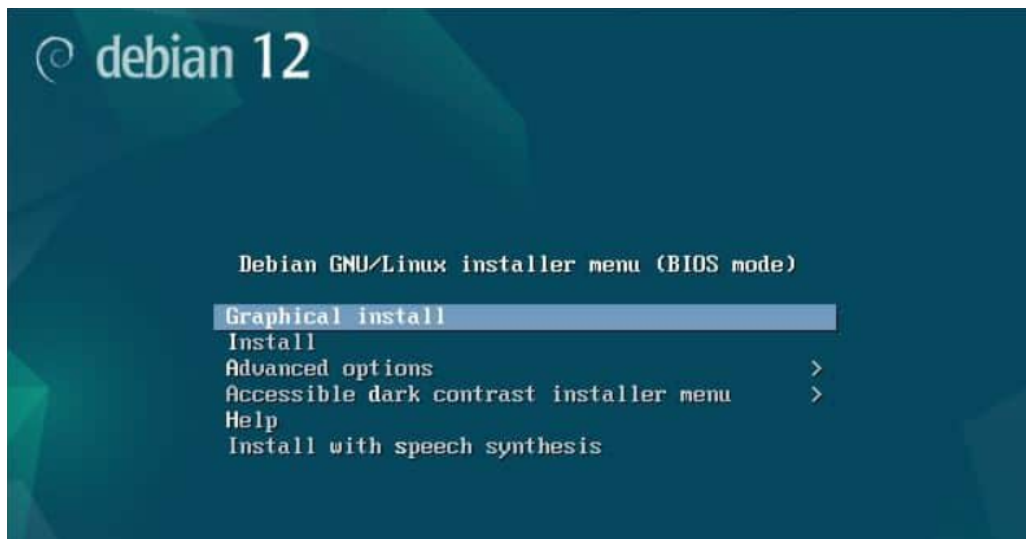 debian 12
Debian GNU/Linux installer menu (BIOS mode)
Graphical install
Install
Advanced options >
Accessible dark contrast installer menu >
Help
Install with speech synthesis